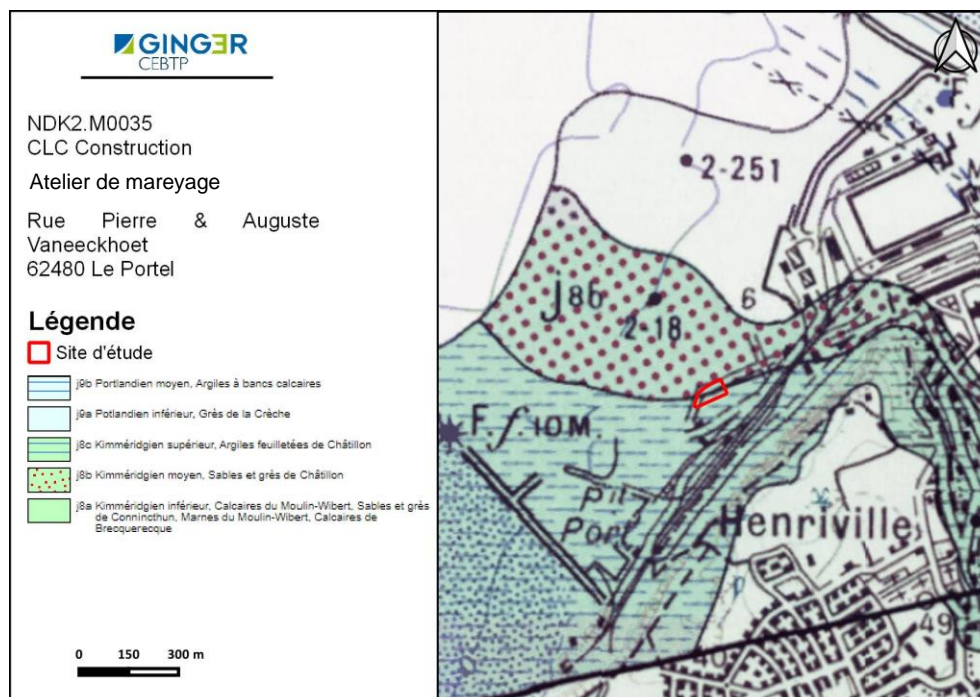 GINGER
CEBTP
NDK2.M0035
CLC Construction
Atelier de mareyage
Rue Pierre & Auguste
Vaneeckhoet
62480 Le Portel
Légende
Site d'étude
j9b Portlandien moyen, Argiles à bancs calcaires
j9a Potlandien inférieur, Grès de la Crèche
j8c Kimméridgien supérieur, Argiles feuilletées de Châtillon
j8b Kimméridgien moyen, Sables et grès de Châtillon
j8a Kimméridgien inférieur, Calcaires du Moulin-Wibert, Sables et grès
de Connincthun, Marnes du Moulin-Wibert, Calcaires de
Brecquerecque
0 150 300 m
2-251
j8b
6
2-18
F.f.10M.
Pit
Port
Henriville
49
40
F.